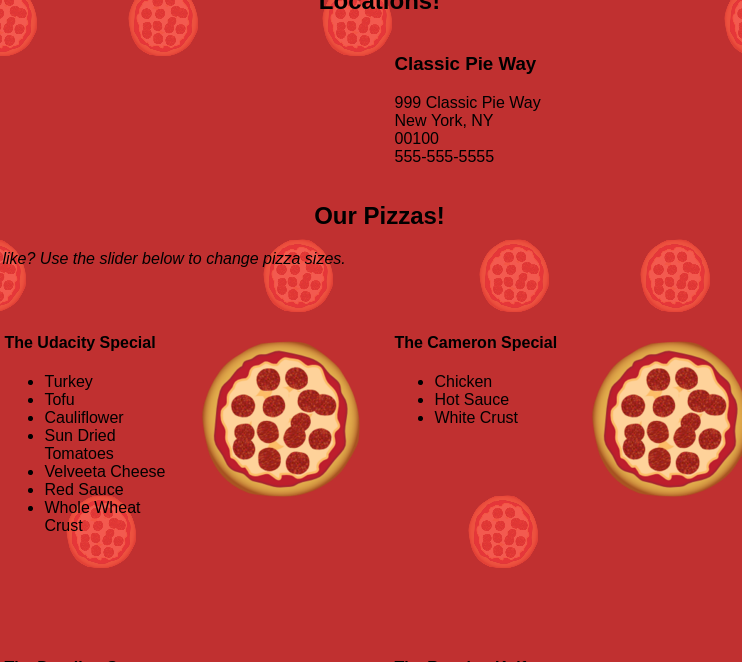 Locations!
Classic Pie Way
999 Classic Pie Way
New York, NY
00100
555-555-5555
Our Pizzas!
like? Use the slider below to change pizza sizes.
The Udacity Special
Turkey
Tofu
Cauliflower
Sun Dried
Tomatoes
Velveeta Cheese
Red Sauce
Whole Wheat
Crust
The Cameron Special
Chicken
Hot Sauce
White Crust